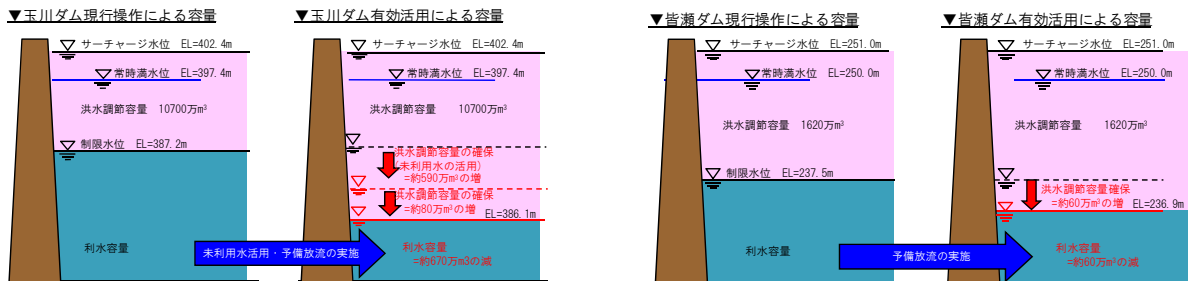 ▼玉川ダム現行操作による容量
サーチャージ水位 EL=402.4m
常時満水位 EL=397.4m
洪水調節容量 10700万m³
制限水位 EL=387.2m
利水容量
▼玉川ダム有効活用による容量
サーチャージ水位 EL=402.4m
常時満水位 EL=397.4m
洪水調節容量 10700万m³
洪水調節容量の確保
(未利用水の活用)
=約590万m³の増
洪水調節容量の確保
=約80万m³の増
EL=386.1m
利水容量
=約670万m3の減
未利用水活用・予備放流の実施
▼皆瀬ダム現行操作による容量
サーチャージ水位 EL=251.0m
常時満水位 EL=250.0m
洪水調節容量 1620万m³
制限水位 EL=237.5m
利水容量
▼皆瀬ダム有効活用による容量
サーチャージ水位 EL=251.0m
常時満水位 EL=250.0m
洪水調節容量 1620万m³
洪水調節容量確保
=約60万m³の増
EL=236.9m
利水容量
=約60万m³の減
予備放流の実施